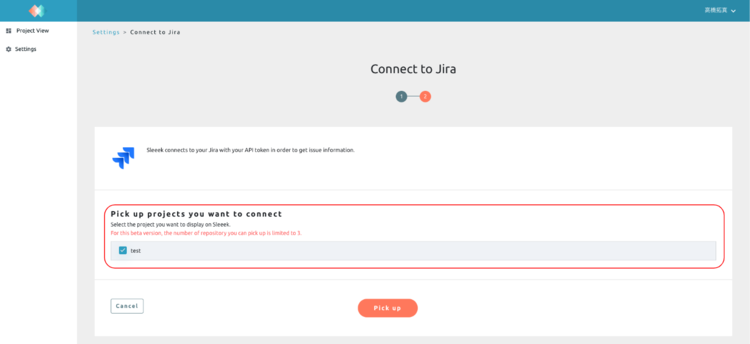 髙橋拓真
Project View
Settings
Settings > Connect to Jira
Connect to Jira
1 2
Sleeek connects to your Jira with your API token in order to get issue information.
Pick up projects you want to connect
Select the project you want to display on Sleeek.
For this beta version, the number of repository you can pick up is limited to 3.
test
Cancel
Pick up